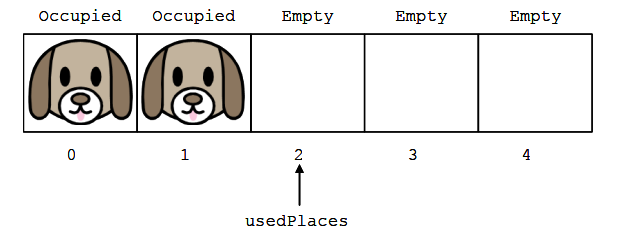 Occupied Occupied Empty Empty Empty
0 1 2 3 4
usedPlaces